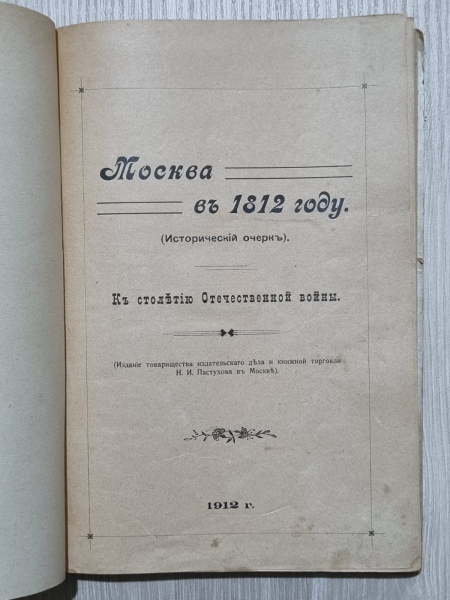 Москва
въ 1812 году.
(Историческій очеркъ).
Къ столѣтію Отечественной войны.
(Изданіе товарищества издательскаго дѣла и книжной торговли
Н. И. Пастухова въ Москвѣ).
1912 г.